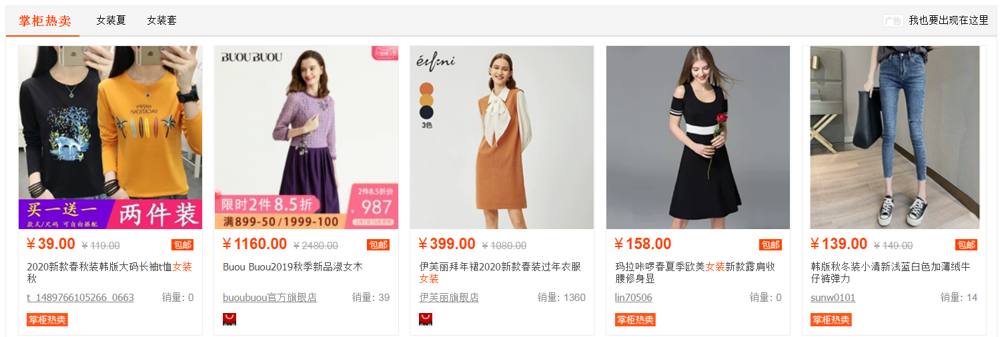 掌柜热卖 女装夏 女装套 广告 我也要出现在这里
HAPPY
VACATION!!
买一送一
款式/尺码 可自由搭配
两件装
¥39.00 ¥119.00 包邮
2020新款春秋装韩版大码长袖t恤女装
秋
t_1489766105266_0663 销量: 0
掌柜热卖
BUOU BUOU
限时2件8.5折
2件8.5折价
¥987
满899-50/1999-100
¥1160.00 ¥2480.00 包邮
Buou Buou2019秋季新品淑女木
buoubuou官方旗舰店 销量: 39
érfni
3色
¥399.00 ¥1080.00
伊芙丽拜年裙2020新款春装过年衣服
女装
伊芙丽旗舰店 销量: 1360
¥158.00 包邮
玛拉咔啰春夏季欧美女装新款露肩收
腰修身显
lin70506 销量: 0
掌柜热卖
¥139.00 ¥149.00 包邮
韩版秋冬装小清新浅蓝白色加薄绒牛
仔裤弹力
sunw0101 销量: 14
掌柜热卖